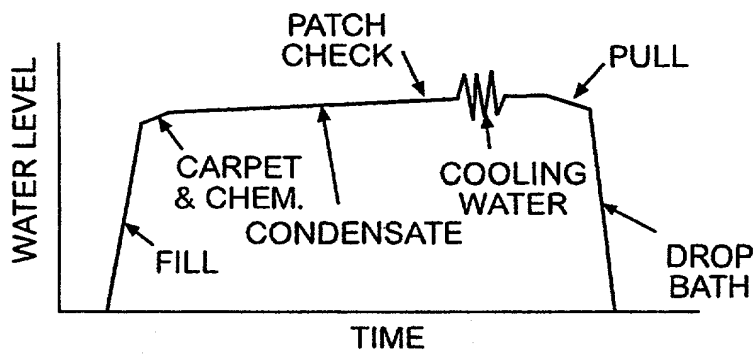 PATCH
CHECK
PULL
WATER LEVEL
CARPET
& CHEM.
COOLING
WATER
CONDENSATE
FILL
DROP
BATH
TIME